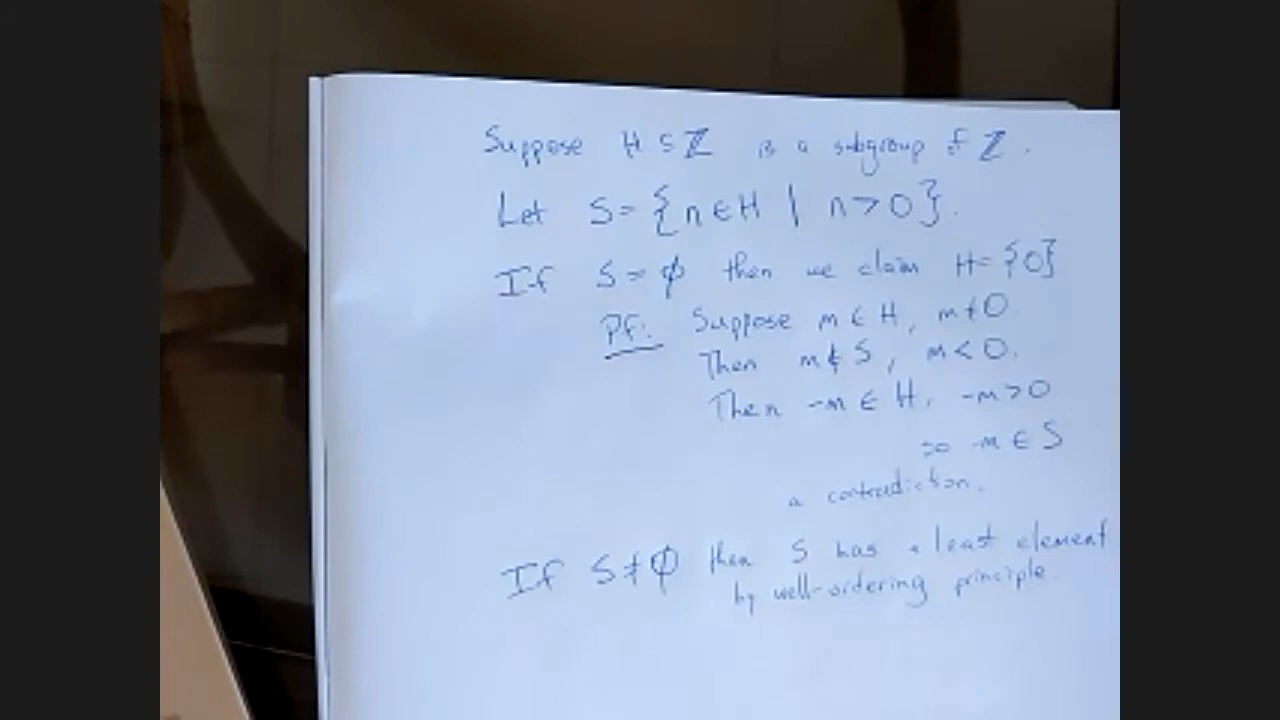 Suppose H ≤ ℤ is a subgroup of ℤ.
Let S = {n ∈ H | n > 0}.
If S = ∅ then we claim H = {0}
Pf: Suppose m ∈ H, m ≠ 0.
Then m ∉ S, m < 0.
Then -m ∈ H, -m > 0
so -m ∈ S
a contradiction.
If S ≠ ∅ then S has a least element
by well-ordering principle